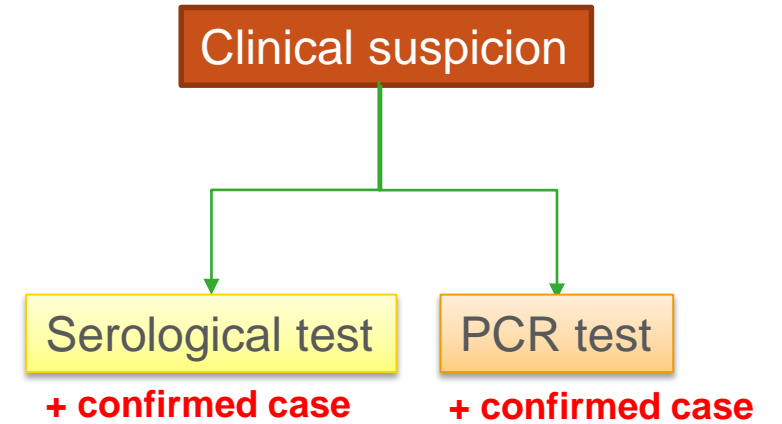 Clinical suspicion
Serological test
PCR test
+ confirmed case
+ confirmed case